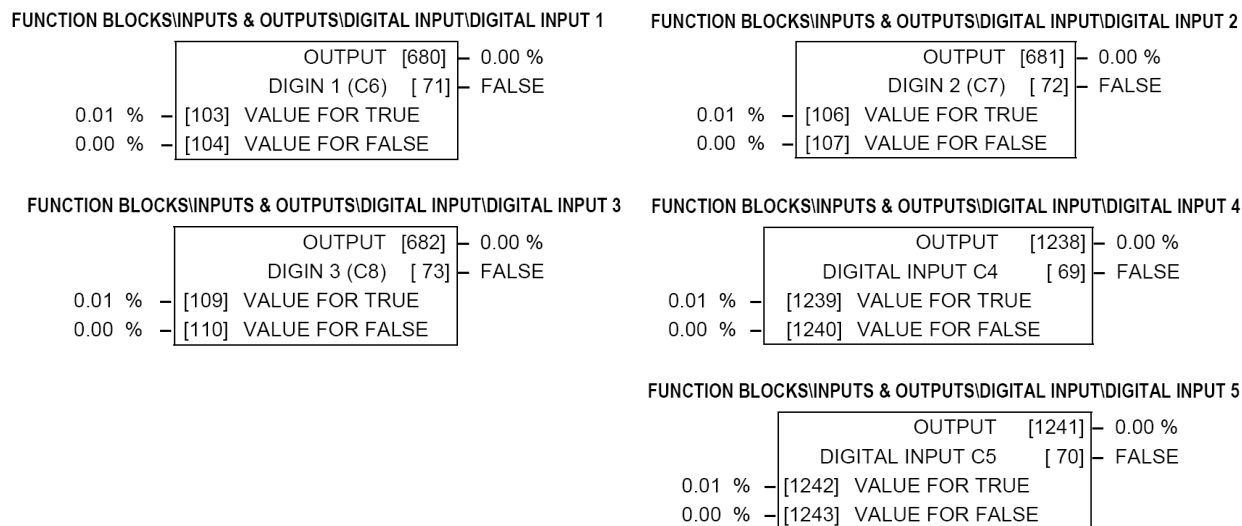 FUNCTION BLOCKS\INPUTS & OUTPUTS\DIGITAL INPUT\DIGITAL INPUT 1
OUTPUT [680] – 0.00 %
DIGIN 1 (C6) [ 71] – FALSE
0.01 % – [103] VALUE FOR TRUE
0.00 % – [104] VALUE FOR FALSE
FUNCTION BLOCKS\INPUTS & OUTPUTS\DIGITAL INPUT\DIGITAL INPUT 2
OUTPUT [681] – 0.00 %
DIGIN 2 (C7) [ 72] – FALSE
0.01 % – [106] VALUE FOR TRUE
0.00 % – [107] VALUE FOR FALSE
FUNCTION BLOCKS\INPUTS & OUTPUTS\DIGITAL INPUT\DIGITAL INPUT 3
OUTPUT [682] – 0.00 %
DIGIN 3 (C8) [ 73] – FALSE
0.01 % – [109] VALUE FOR TRUE
0.00 % – [110] VALUE FOR FALSE
FUNCTION BLOCKS\INPUTS & OUTPUTS\DIGITAL INPUT\DIGITAL INPUT 4
OUTPUT [1238] – 0.00 %
DIGITAL INPUT C4 [ 69] – FALSE
0.01 % – [1239] VALUE FOR TRUE
0.00 % – [1240] VALUE FOR FALSE
FUNCTION BLOCKS\INPUTS & OUTPUTS\DIGITAL INPUT\DIGITAL INPUT 5
OUTPUT [1241] – 0.00 %
DIGITAL INPUT C5 [ 70] – FALSE
0.01 % – [1242] VALUE FOR TRUE
0.00 % – [1243] VALUE FOR FALSE